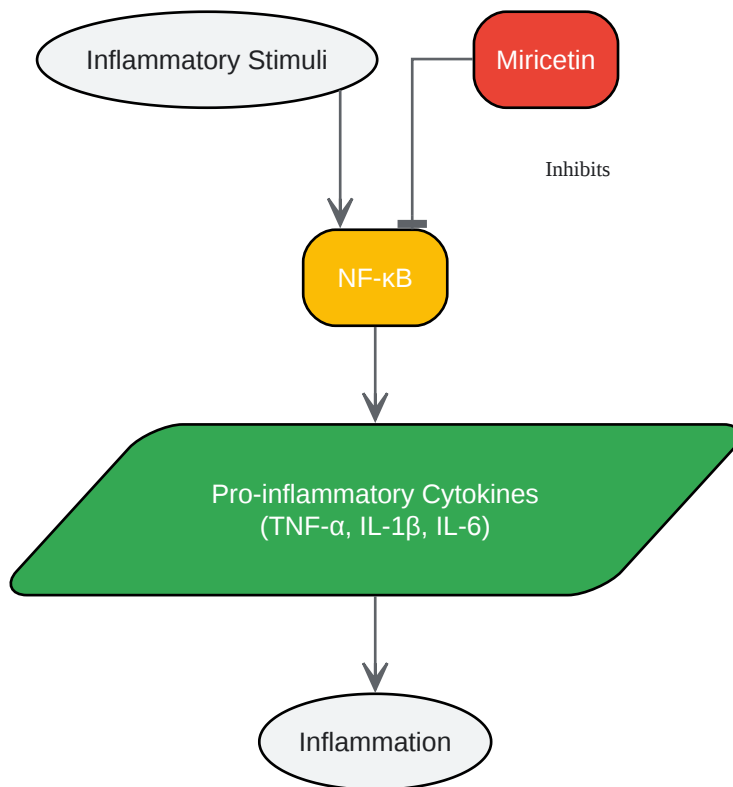 Inflammatory Stimuli
Miricetin
Inhibits
NF-κB
Pro-inflammatory Cytokines
(TNF-α, IL-1β, IL-6)
Inflammation